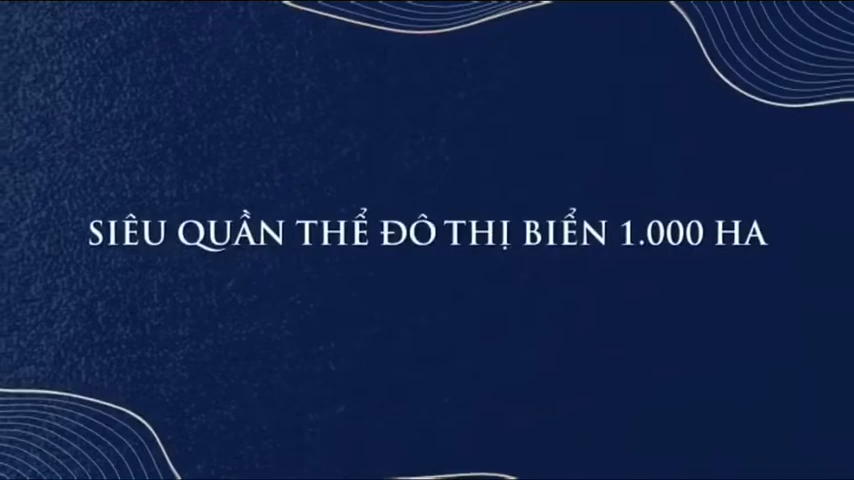 SIÊU QUẦN THỂ ĐÔ THỊ BIỂN 1.000 HA